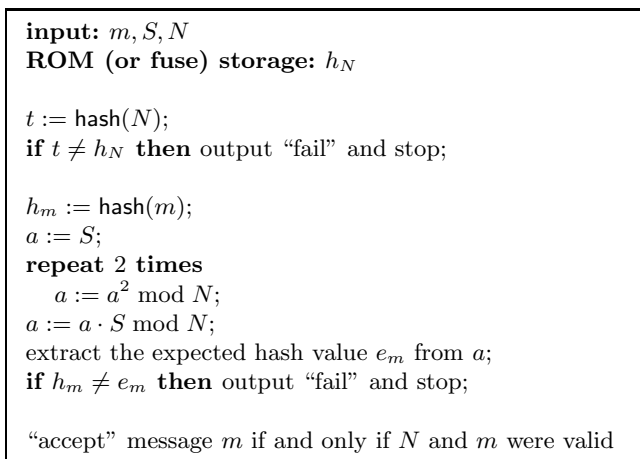 input: m, S, N
ROM (or fuse) storage: h_N
t := hash(N);
if t ≠ h_N then output “fail” and stop;
h_m := hash(m);
a := S;
repeat 2 times
a := a² mod N;
a := a · S mod N;
extract the expected hash value e_m from a;
if h_m ≠ e_m then output “fail” and stop;
“accept” message m if and only if N and m were valid